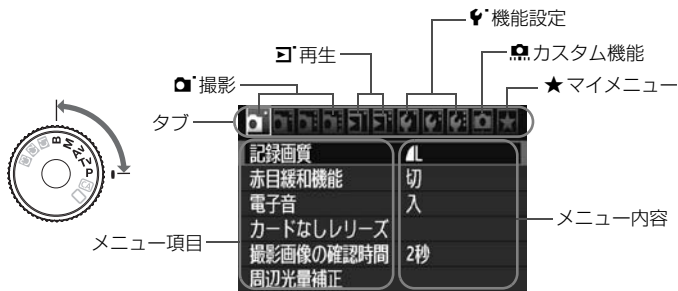 機能設定
再生
カスタム機能
撮影
★マイメニュー
タブ
記録画質 L
赤目緩和機能 切
電子音 入
カードなしレリーズ
撮影画像の確認時間 2秒
周辺光量補正
メニュー項目
メニュー内容
B
M
Av
Tv
P